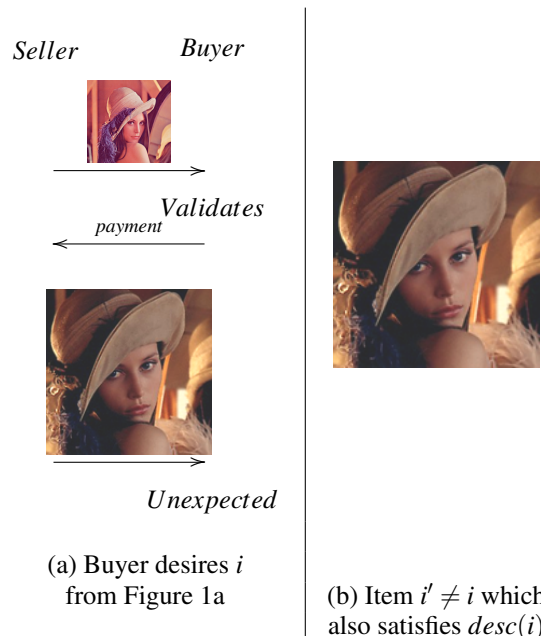 Seller Buyer
Validates
payment
Unexpected
(a) Buyer desires i
from Figure 1a
(b) Item i′ ≠ i which
also satisfies desc(i)